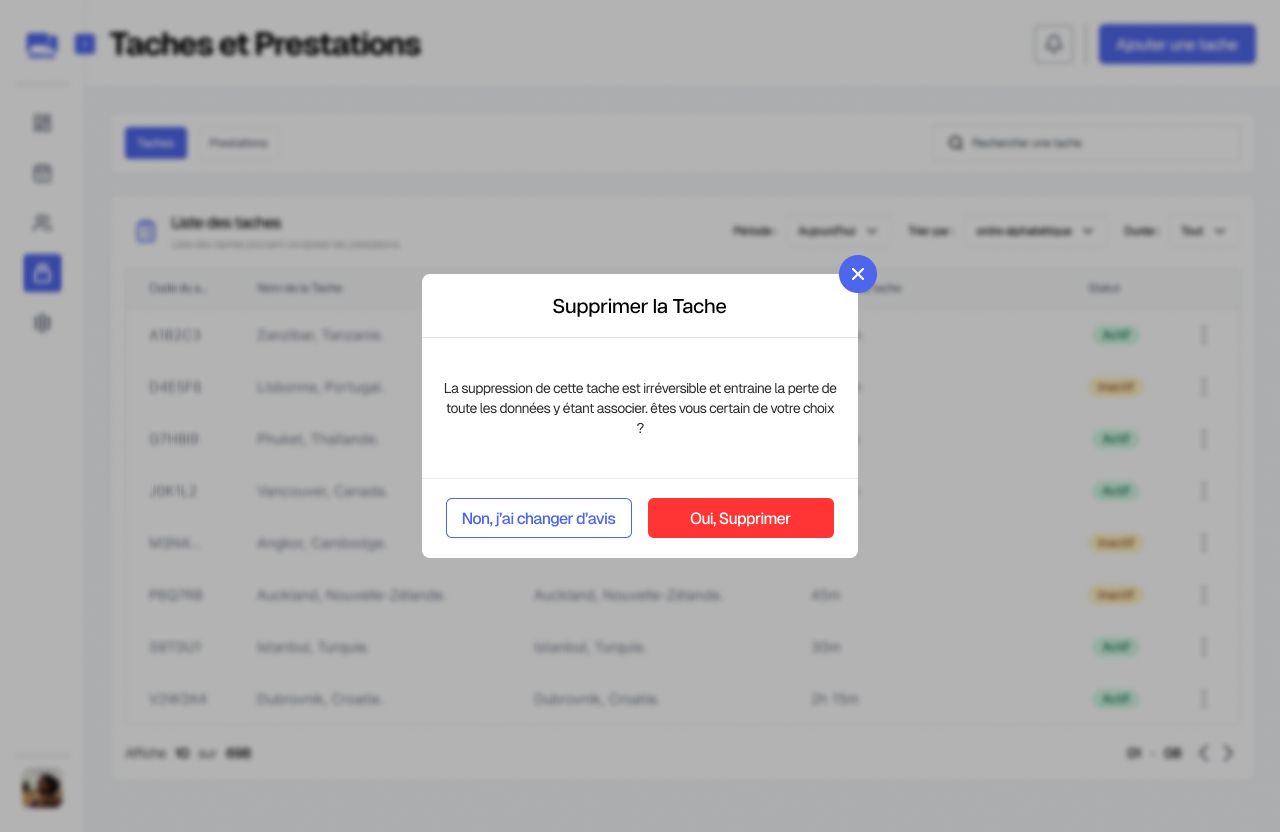 Taches et Prestations
Ajouter une tache
Taches
Prestations
Rechercher une tache
Liste des taches
Période :
Aujourd'hui
Trier par :
ordre alphabétique
Durée :
Tout
Code du s...
Nom de la Tache
tache
Statut
A1B2C3
Zanzibar, Tanzanie.
Actif
D4E5F6
Lisbonne, Portugal.
Inactif
G7H8I9
Phuket, Thaïlande.
Actif
J0K1L2
Vancouver, Canada.
Actif
M3N4...
Angkor, Cambodge.
Inactif
P6Q7R8
Auckland, Nouvelle-Zélande.
Auckland, Nouvelle-Zélande.
45m
Inactif
S9T0U1
Istanbul, Turquie.
Istanbul, Turquie.
30m
Actif
V2W3X4
Dubrovnik, Croatie.
Dubrovnik, Croatie.
2h 15m
Actif
Affiche 10 sur 698
01 - 08
Supprimer la Tache
La suppression de cette tache est irréversible et entraine la perte de
toute les données y étant associer. êtes vous certain de votre choix
?
Non, j'ai changer d'avis
Oui, Supprimer